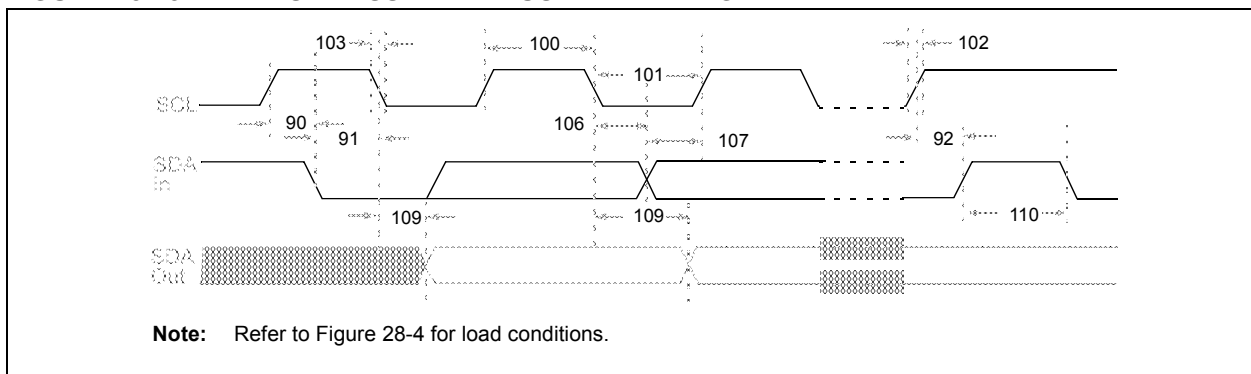 103
100
102
101
SCL
90
106
91
107
92
SDA
In
109
109
110
SDA
Out
Note: Refer to Figure 28-4 for load conditions.